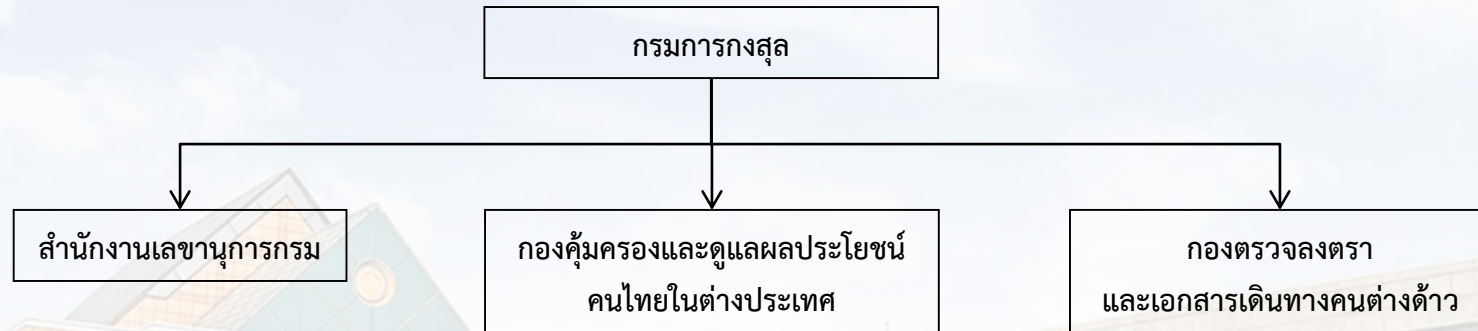 กรมการกงสุล
สำนักงานเลขานุการกรม
กองคุ้มครองและดูแลผลประโยชน์
คนไทยในต่างประเทศ
กองตรวจลงตรา
และเอกสารเดินทางคนต่างด้าว